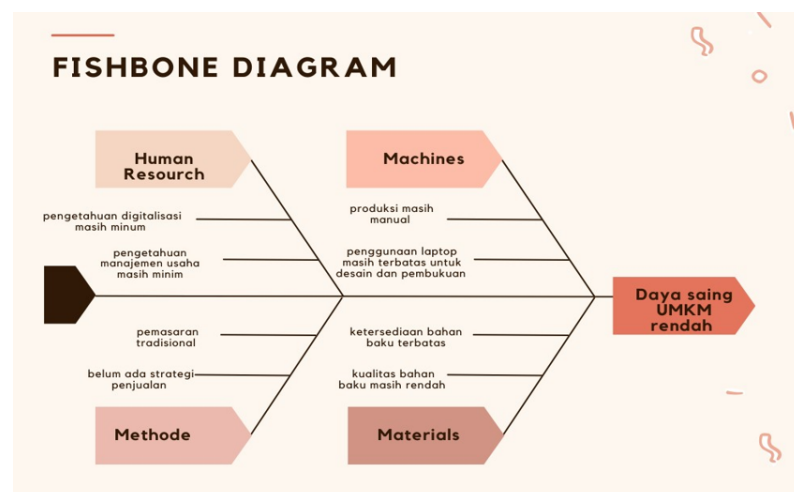 FISHBONE DIAGRAM
Human
Resourch
pengetahuan digitalisasi
masih minum
pengetahuan
manajemen usaha
masih minim
Machines
produksi masih
manual
penggunaan laptop
masih terbatas untuk
desain dan pembukuan
Daya saing
UMKM
rendah
pemasaran
tradisional
belum ada strategi
penjualan
Methode
ketersediaan bahan
baku terbatas
kualitas bahan
baku masih rendah
Materials